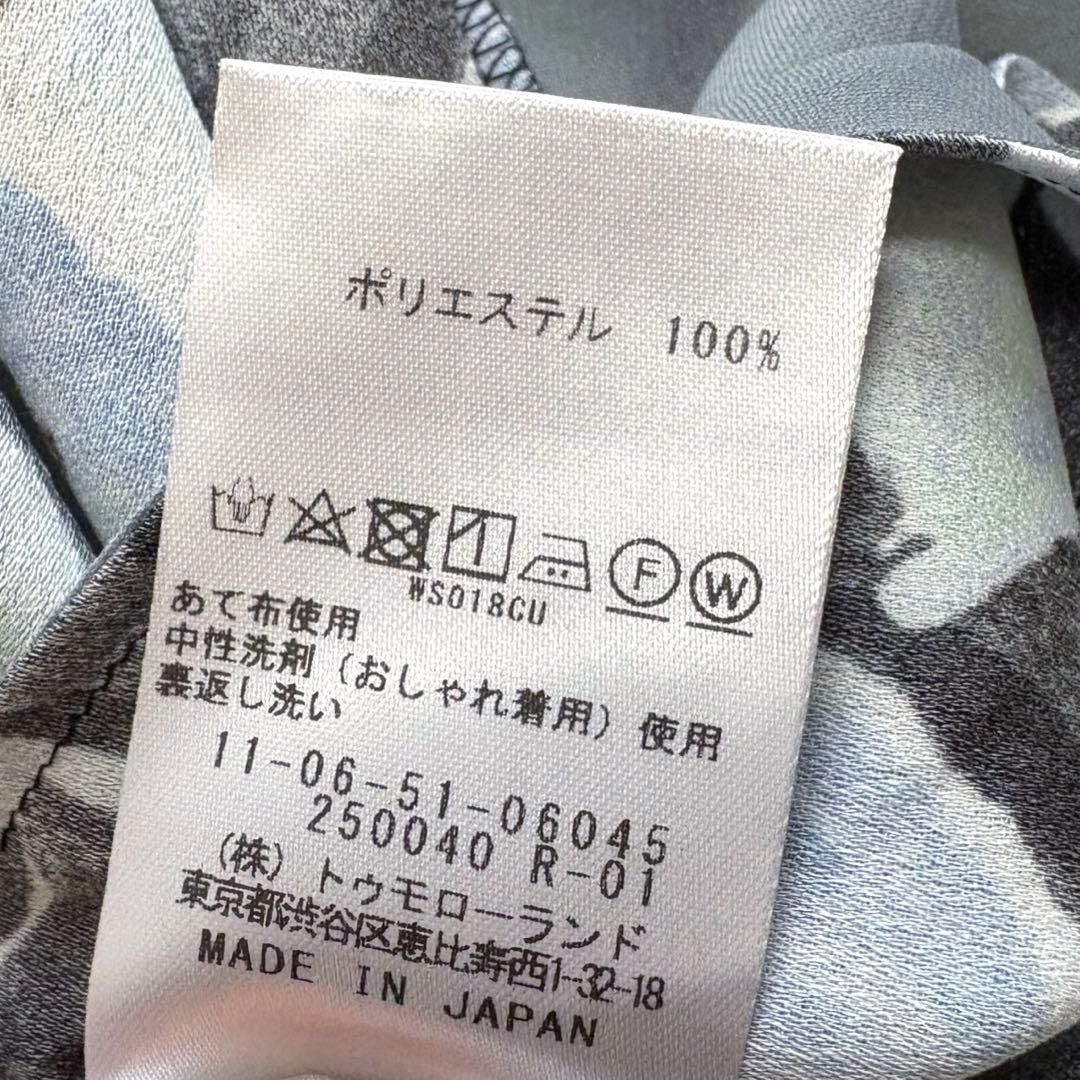 ポリエステル 100%
F W
WS018CU
あて布使用
中性洗剤(おしゃれ着用)使用
裏返し洗い
11-06-51-06045
250040 R-01
(株)トゥモローランド
東京都渋谷区恵比寿西1-32-18
MADE IN JAPAN